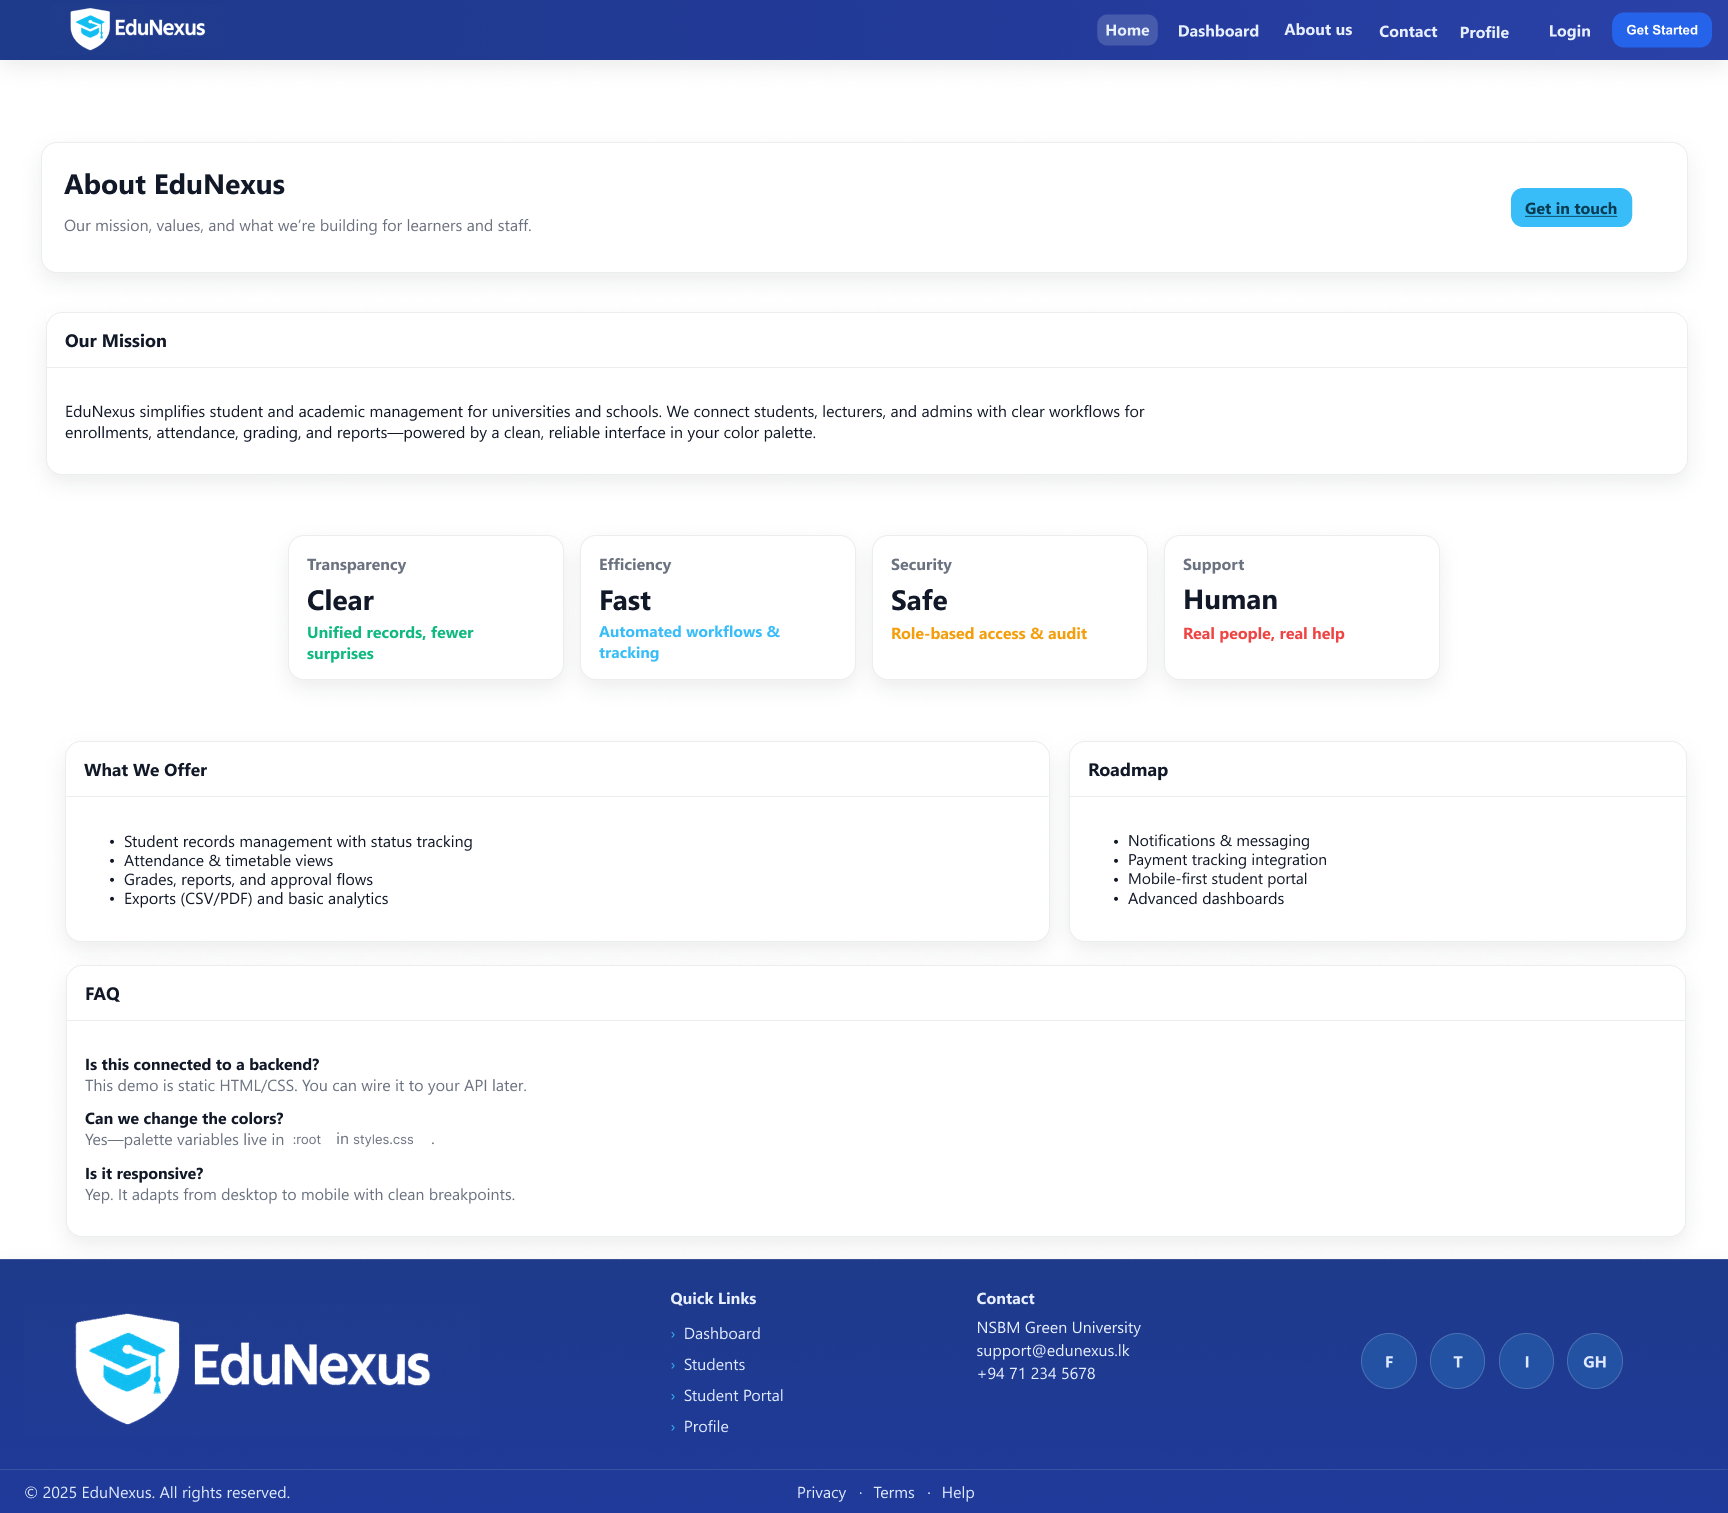 EduNexus
Home Dashboard About us Contact Profile Login Get Started
About EduNexus
Our mission, values, and what we’re building for learners and staff.
Get in touch
Our Mission
EduNexus simplifies student and academic management for universities and schools. We connect students, lecturers, and admins with clear workflows for
enrollments, attendance, grading, and reports—powered by a clean, reliable interface in your color palette.
Transparency
Clear
Unified records, fewer
surprises
Efficiency
Fast
Automated workflows &
tracking
Security
Safe
Role-based access & audit
Support
Human
Real people, real help
What We Offer
• Student records management with status tracking
• Attendance & timetable views
• Grades, reports, and approval flows
• Exports (CSV/PDF) and basic analytics
Roadmap
• Notifications & messaging
• Payment tracking integration
• Mobile-first student portal
• Advanced dashboards
FAQ
Is this connected to a backend?
This demo is static HTML/CSS. You can wire it to your API later.
Can we change the colors?
Yes—palette variables live in :root in styles.css .
Is it responsive?
Yep. It adapts from desktop to mobile with clean breakpoints.
EduNexus
Quick Links
› Dashboard
› Students
› Student Portal
› Profile
Contact
NSBM Green University
support@edunexus.lk
+94 71 234 5678
F T I GH
© 2025 EduNexus. All rights reserved.
Privacy · Terms · Help